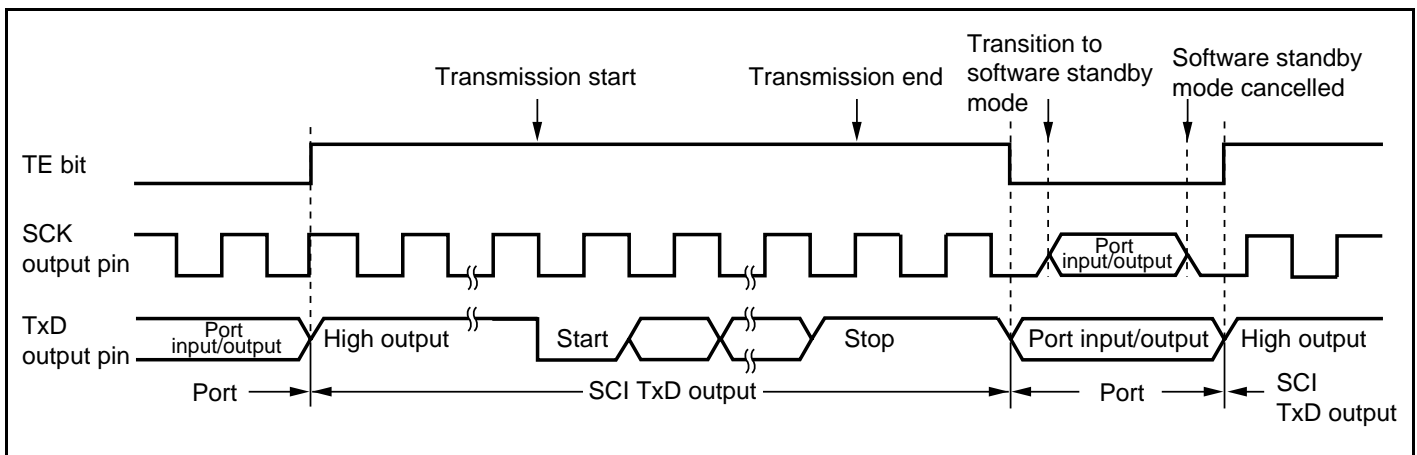 Transition to
software standby
mode
Software standby
mode cancelled
Transmission start
Transmission end
TE bit
SCK
output pin
Port
input/output
TxD
output pin
Port
input/output
High output
Start
Stop
Port input/output
High output
Port
SCI TxD output
Port
SCI
TxD output